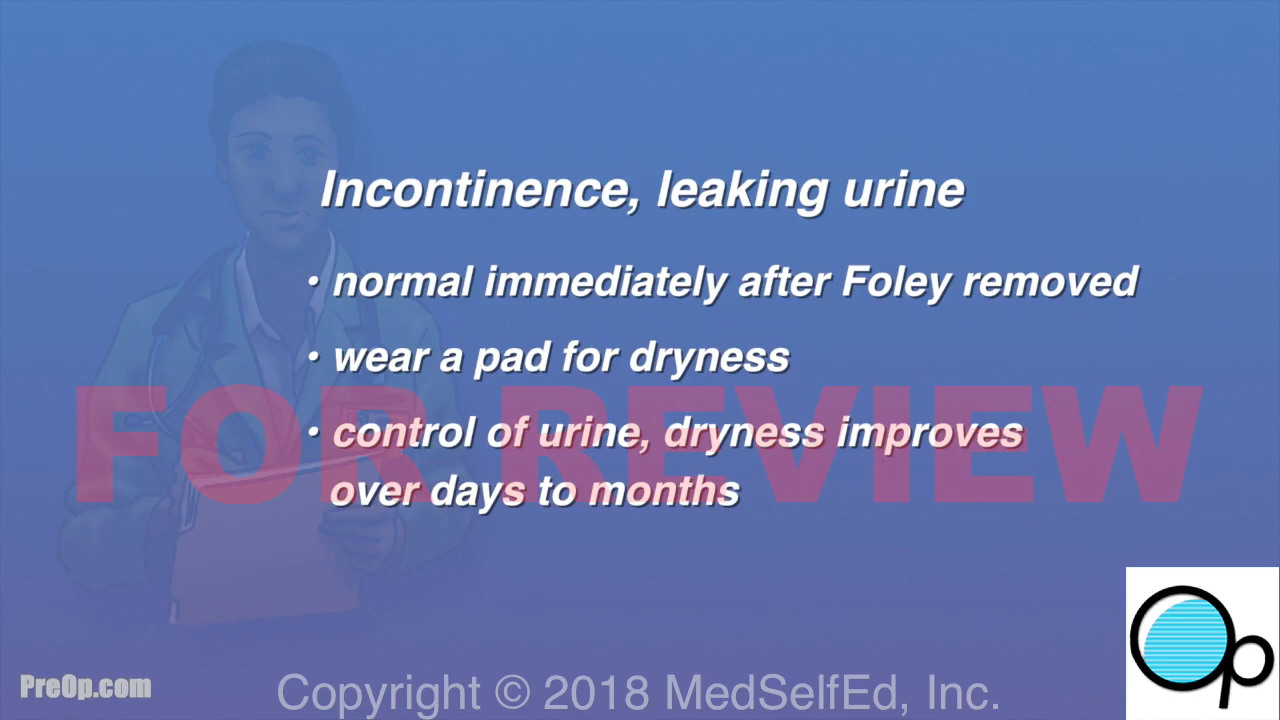 Incontinence, leaking urine
• normal immediately after Foley removed
• wear a pad for dryness
• control of urine, dryness improves
over days to months
FOR REVIEW
Op
PreOp.com
Copyright © 2018 MedSelfEd, Inc.